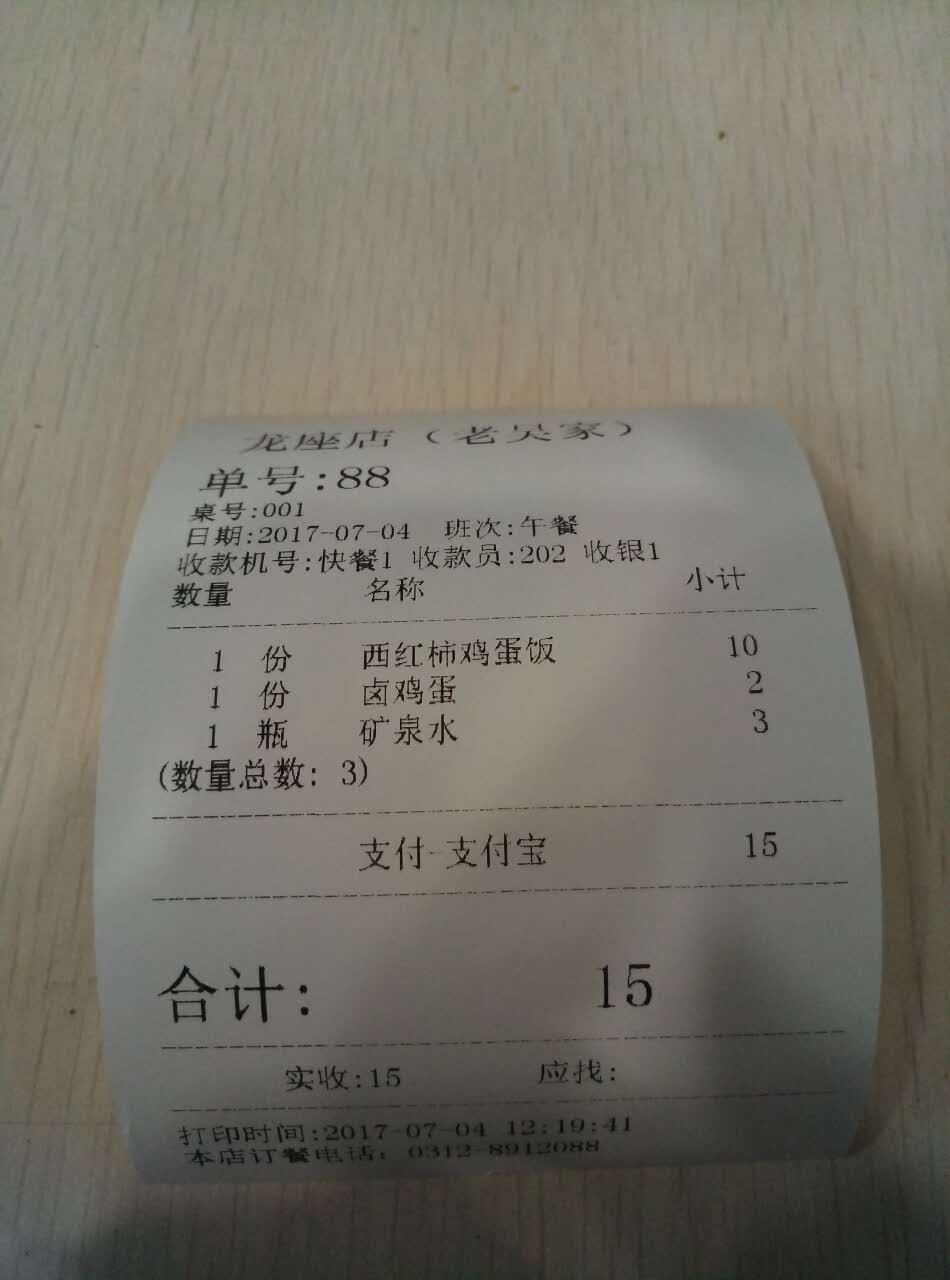 龙座店（老吴家）
单号:88
桌号:001
日期:2017-07-04 班次:午餐
收款机号:快餐1 收款员:202 收银1
数量 名称 小计
1 份 西红柿鸡蛋饭 10
1 份 卤鸡蛋 2
1 瓶 矿泉水 3
(数量总数: 3)
支付-支付宝 15
合计: 15
实收:15 应找:
打印时间:2017-07-04 12:19:41
本店订餐电话: 0312-8912088